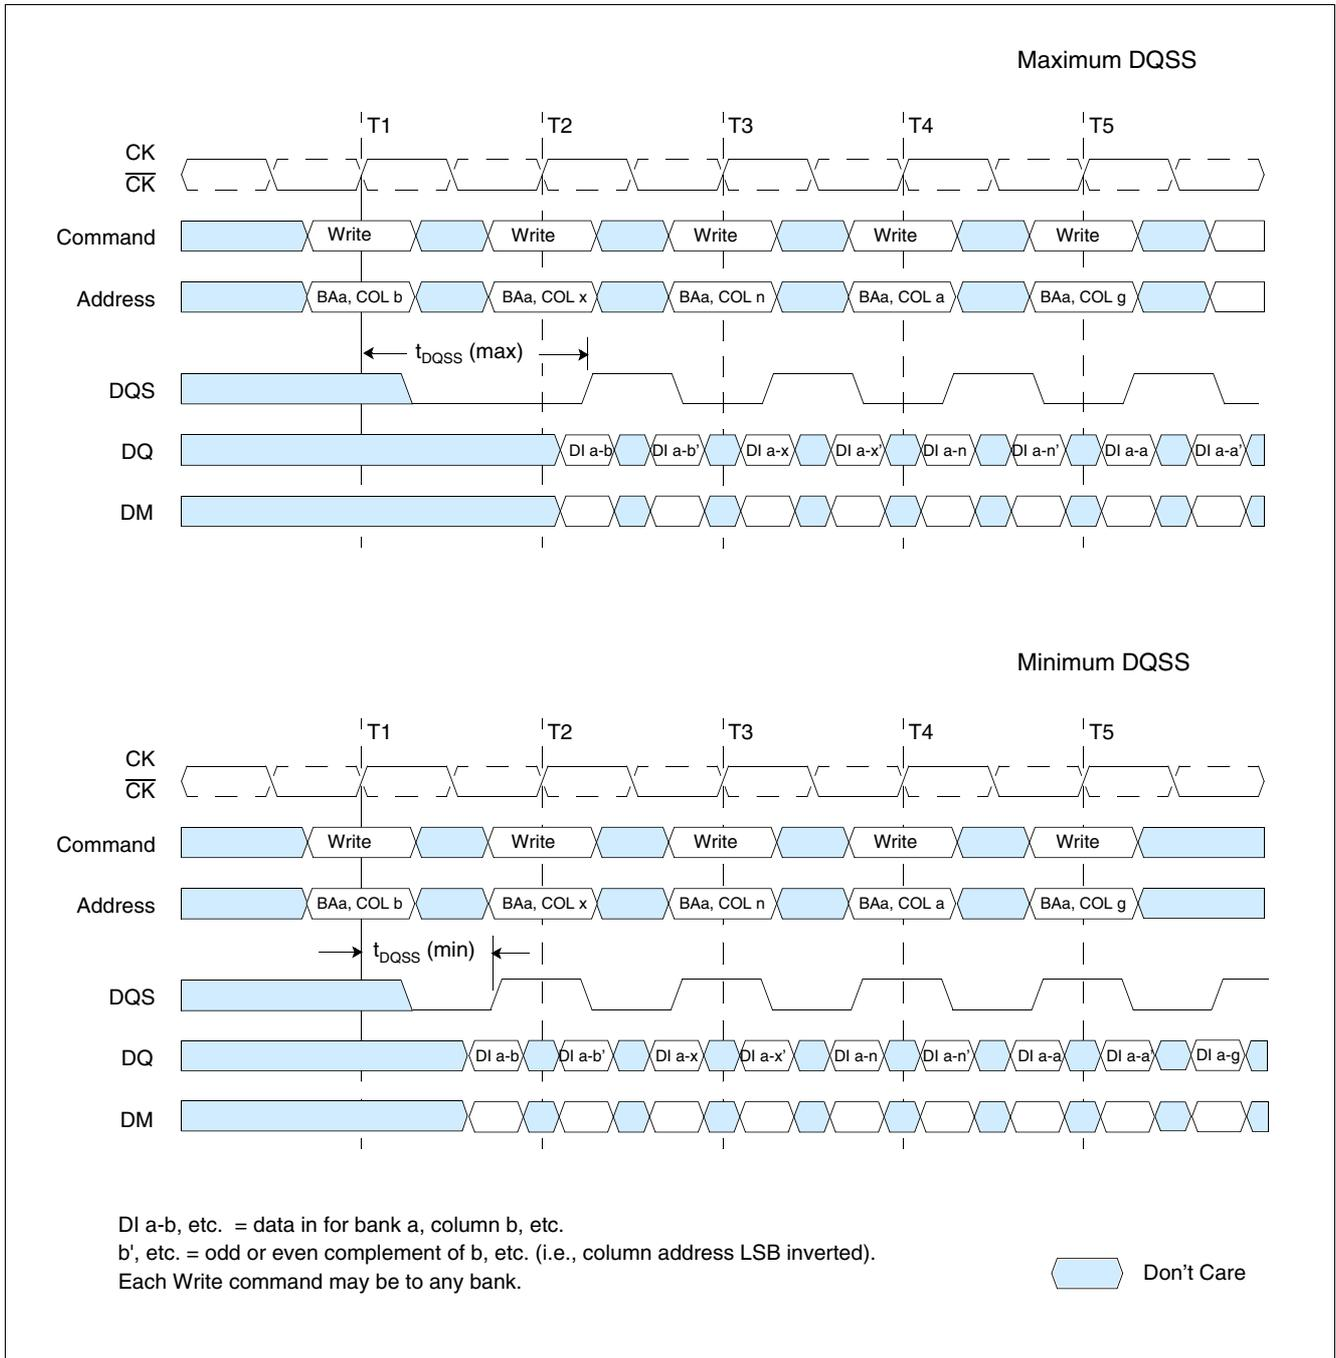 Maximum DQSS
T1 T2 T3 T4 T5
CK
CK
Command Write Write Write Write Write
Address BAa, COL b BAa, COL x BAa, COL n BAa, COL a BAa, COL g
tDQSS (max)
DQS
DQ DI a-b DI a-b' DI a-x DI a-x' DI a-n DI a-n' DI a-a DI a-a'
DM
Minimum DQSS
T1 T2 T3 T4 T5
CK
CK
Command Write Write Write Write Write
Address BAa, COL b BAa, COL x BAa, COL n BAa, COL a BAa, COL g
tDQSS (min)
DQS
DQ DI a-b DI a-b' DI a-x DI a-x' DI a-n DI a-n' DI a-a DI a-a' DI a-g
DM
DI a-b, etc. = data in for bank a, column b, etc.
b', etc. = odd or even complement of b, etc. (i.e., column address LSB inverted).
Each Write command may be to any bank.
Don't Care